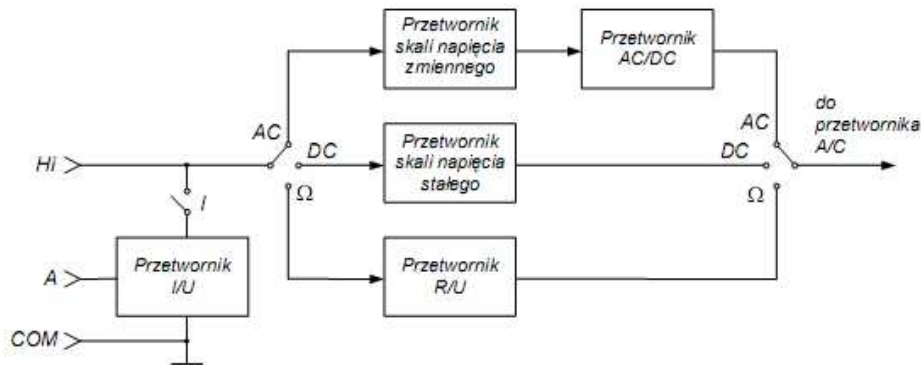 Przetwornik
skali napięcia
zmiennego
Przetwornik
AC/DC
AC
DC
Ω
Hi
I
Przetwornik
skali napięcia
stałego
AC
DC
Ω
do
przetwornika
A/C
A
Przetwornik
I/U
Przetwornik
R/U
COM